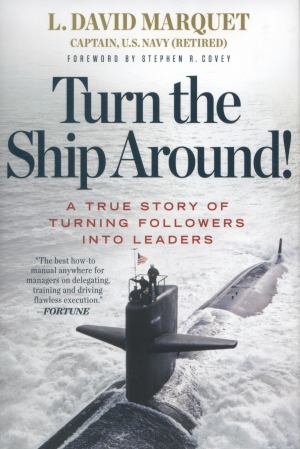 L. DAVID MARQUET
CAPTAIN, U.S. NAVY (RETIRED)
FOREWORD BY STEPHEN R. COVEY
Turn the
Ship Around!
A TRUE STORY OF
TURNING FOLLOWERS
INTO LEADERS
"The best how-to
manual anywhere for
managers on delegating,
training and driving
flawless execution."
—FORTUNE